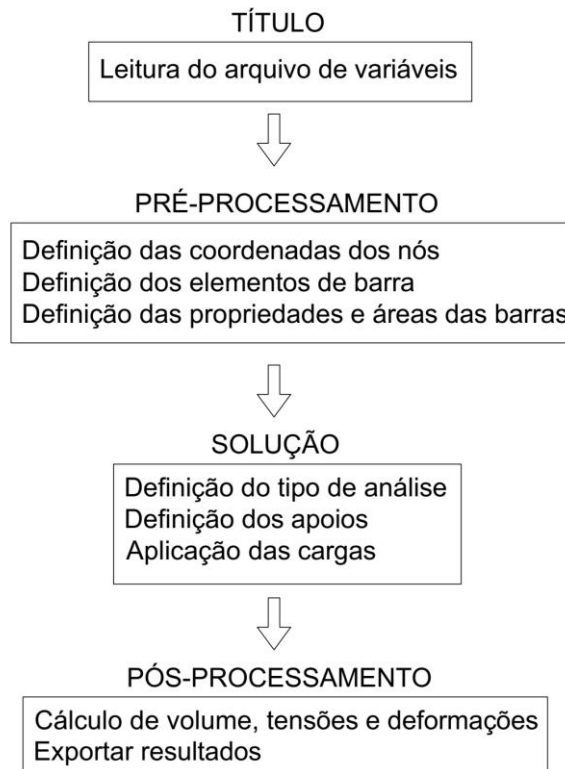 TÍTULO
Leitura do arquivo de variáveis
PRÉ-PROCESSAMENTO
Definição das coordenadas dos nós
Definição dos elementos de barra
Definição das propriedades e áreas das barras
SOLUÇÃO
Definição do tipo de análise
Definição dos apoios
Aplicação das cargas
PÓS-PROCESSAMENTO
Cálculo de volume, tensões e deformações
Exportar resultados